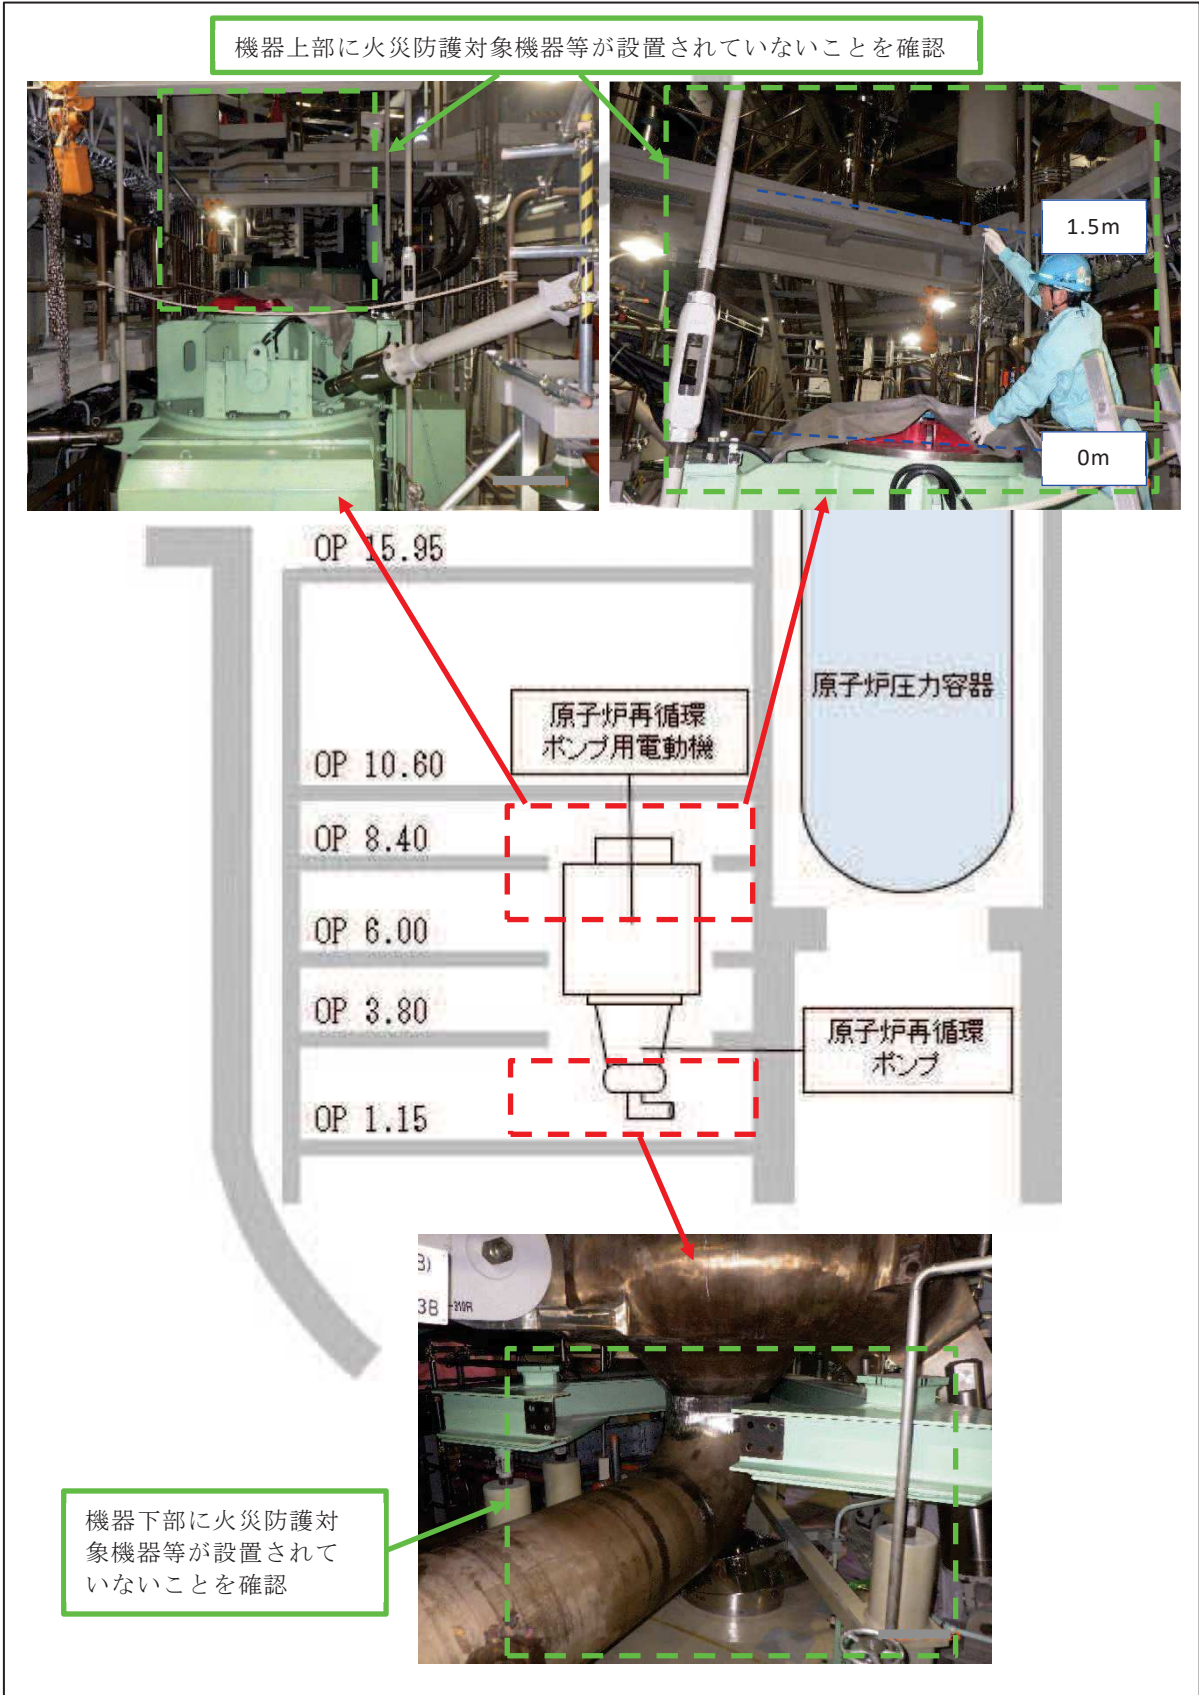 機器上部に火災防護対象機器等が設置されていないことを確認
1.5m
0m
OP 15.95
原子炉圧力容器
原子炉再循環
ポンプ用電動機
OP 10.60
OP 8.40
OP 6.00
OP 3.80
原子炉再循環
ポンプ
OP 1.15
3B
-310R
機器下部に火災防護対
象機器等が設置されて
いないことを確認